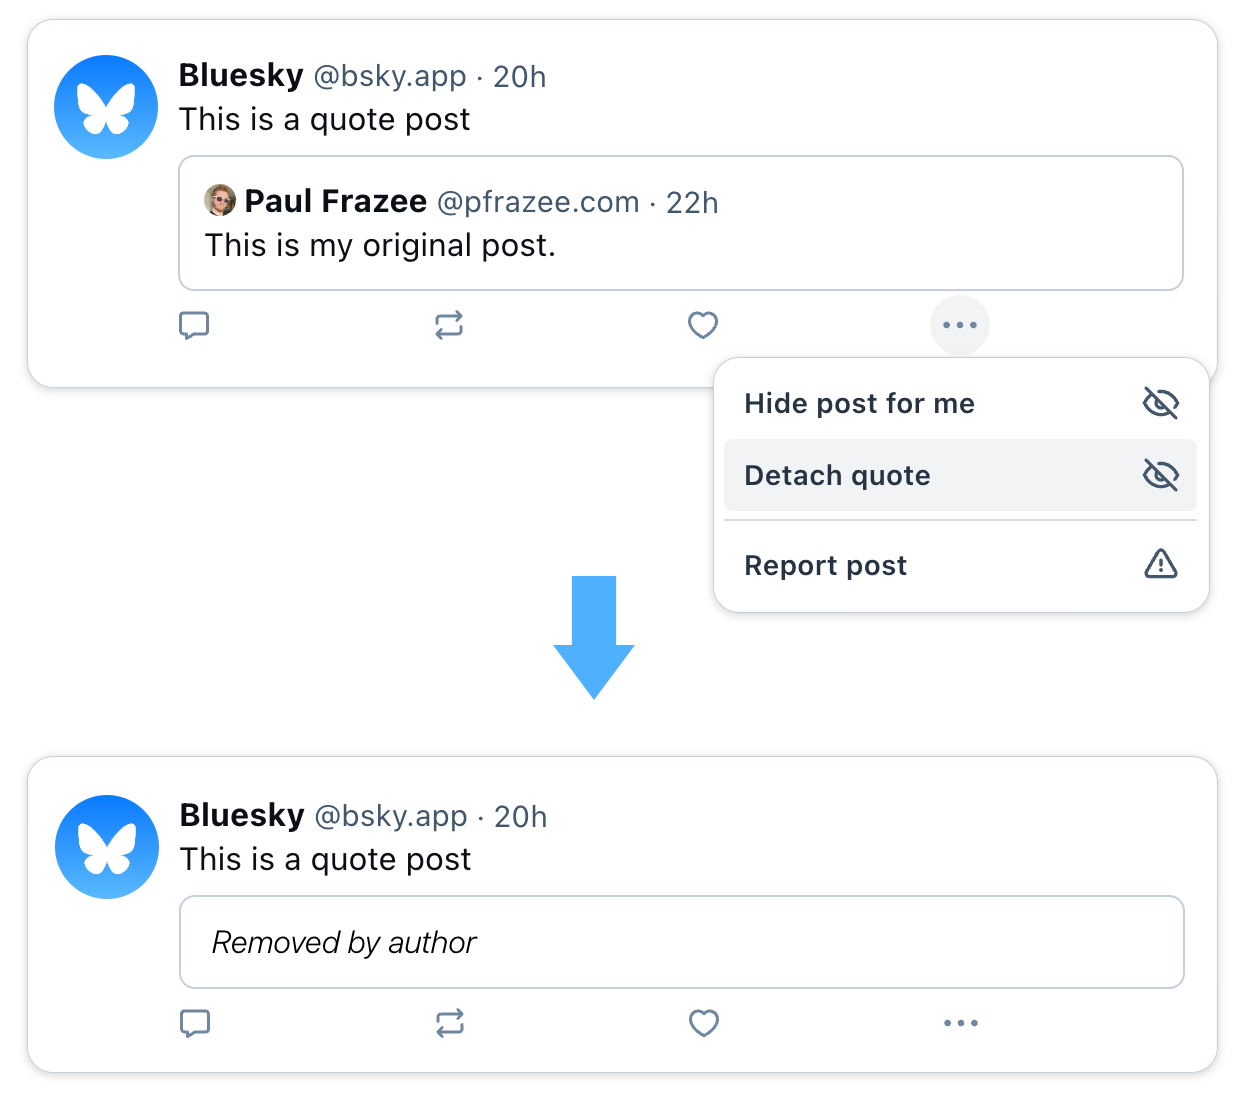 Bluesky @bsky.app · 20h
This is a quote post
Paul Frazee @pfrazee.com · 22h
This is my original post.
Hide post for me
Detach quote
Report post
Bluesky @bsky.app · 20h
This is a quote post
Removed by author